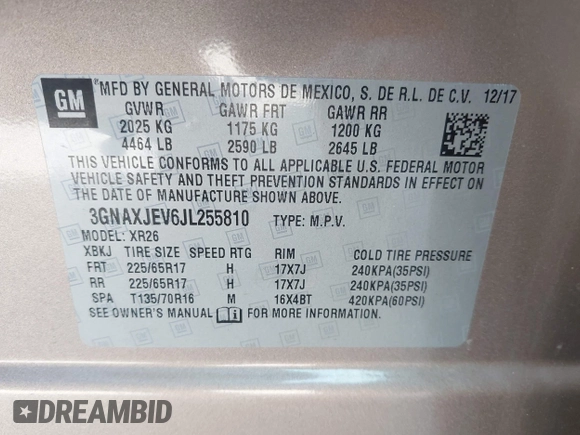 GM
®MFD BY GENERAL MOTORS DE MEXICO, S. DE R.L. DE C.V. 12/17
GVWR GAWR FRT GAWR RR
2025 KG 1175 KG 1200 KG
4464 LB 2590 LB 2645 LB
THIS VEHICLE CONFORMS TO ALL APPLICABLE U.S. FEDERAL MOTOR
VEHICLE SAFETY AND THEFT PREVENTION STANDARDS IN EFFECT ON THE
DATE OF MANUFACTURE SHOWN ABOVE.
3GNAXJEV6JL255810 TYPE: M.P.V.
MODEL: XR26
XBKJ TIRE SIZE SPEED RTG RIM COLD TIRE PRESSURE
FRT 225/65R17 H 17X7J 240KPA(35PSI)
RR 225/65R17 H 17X7J 240KPA(35PSI)
SPA T135/70R16 M 16X4BT 420KPA(60PSI)
SEE OWNER'S MANUAL FOR MORE INFORMATION.
DREAMBID